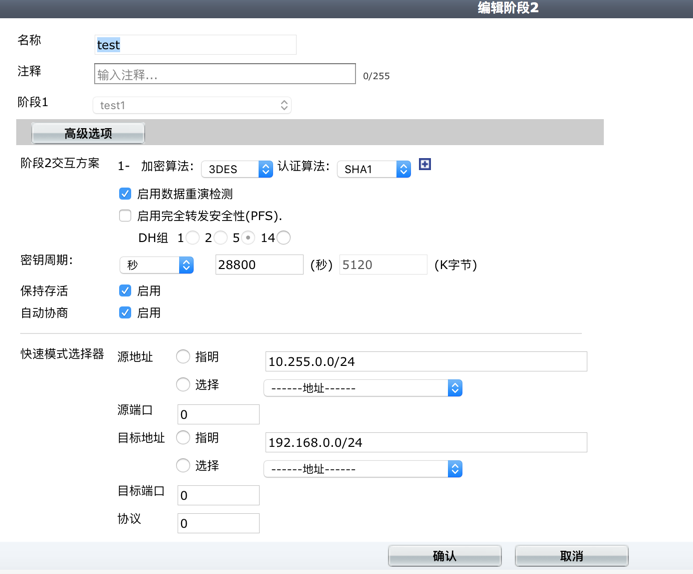 编辑阶段2
名称 test
注释 输入注释... 0/255
阶段1 test1
高级选项
阶段2交互方案 1- 加密算法: 3DES 认证算法: SHA1
启用数据重演检测
启用完全转发安全性(PFS).
DH组 1 2 5 14
密钥周期: 秒 28800 (秒) 5120 (K字节)
保持存活 启用
自动协商 启用
快速模式选择器 源地址 指明 10.255.0.0/24
选择 ------地址------
源端口 0
目标地址 指明 192.168.0.0/24
选择 ------地址------
目标端口 0
协议 0
确认 取消